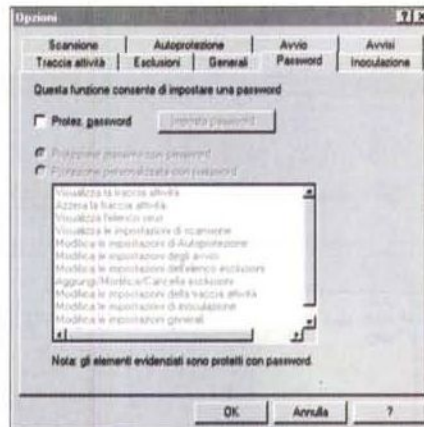 Opzioni
Scansione Autoprotezione Avvio Avvisi
Traccia attività Esclusioni Generali Password Inoculazione
Questa funzione consente di impostare una password
Protez. password Imposta password
Protezione massima con password
Protezione personalizzata con password
Visualizza la traccia attività
Azzera la traccia attività
Visualizza l'elenco virus
Visualizza le impostazioni di scansione
Modifica le impostazioni di Autoprotezione
Modifica le impostazioni degli avvisi
Modifica le impostazioni dell'elenco esclusioni
Aggiungi/Modifica/Cancella esclusioni
Modifica le impostazioni della traccia attività
Modifica le impostazioni di inoculazione
Modifica le impostazioni generali
Nota: gli elementi evidenziati sono protetti con password.
OK Annulla ?